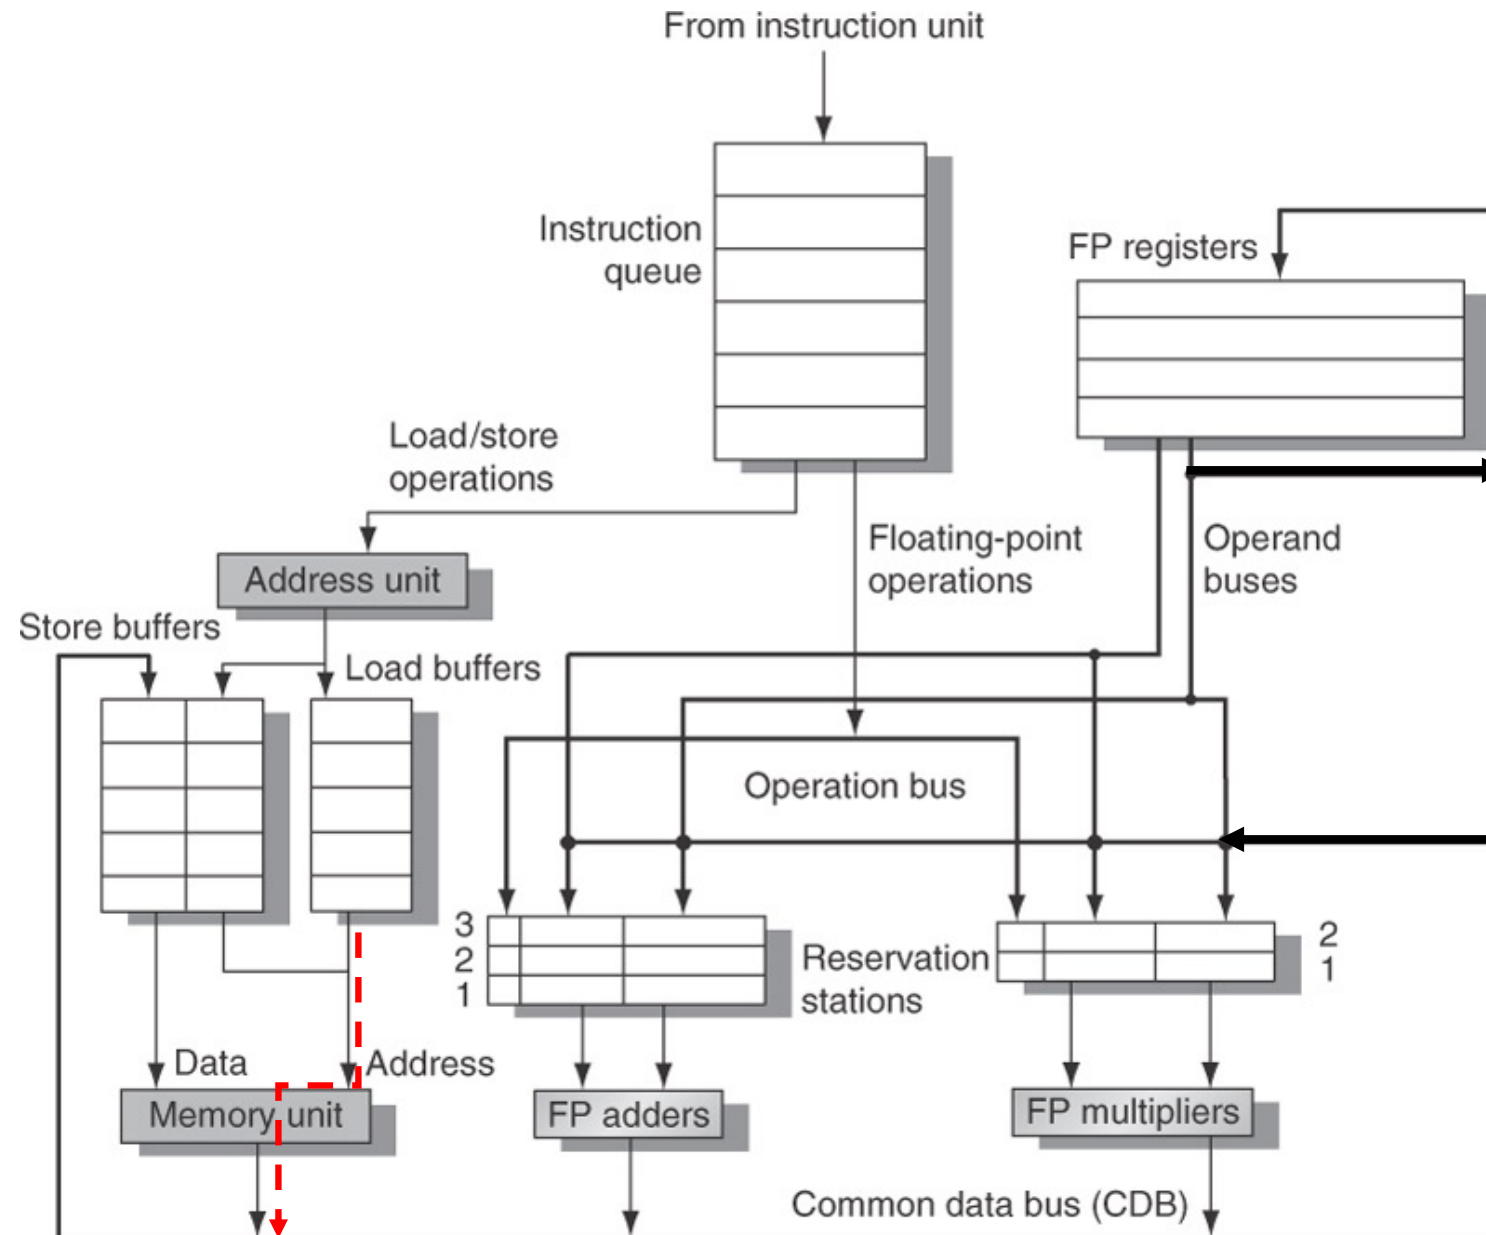 From instruction unit
Instruction
queue
FP registers
Load/store
operations
Floating-point
operations
Operand
buses
Address unit
Store buffers
Load buffers
Operation bus
3
2
1
Reservation
stations
2
1
Data
Address
Memory unit
FP adders
FP multipliers
Common data bus (CDB)